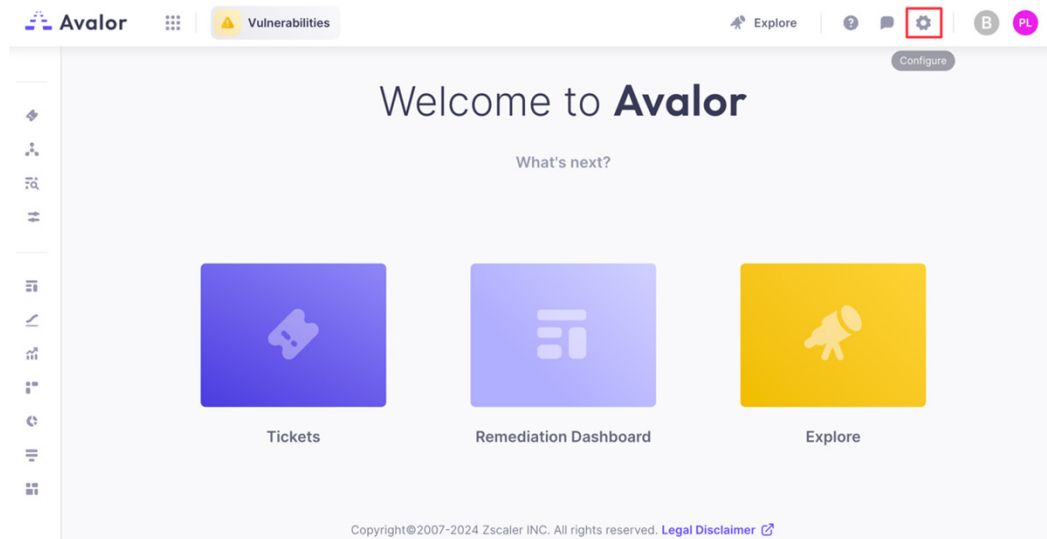 Avalor
Vulnerabilities
Explore
B
PL
Configure
Welcome to Avalor
What's next?
Tickets
Remediation Dashboard
Explore
Copyright©2007-2024 Zscaler INC. All rights reserved. Legal Disclaimer